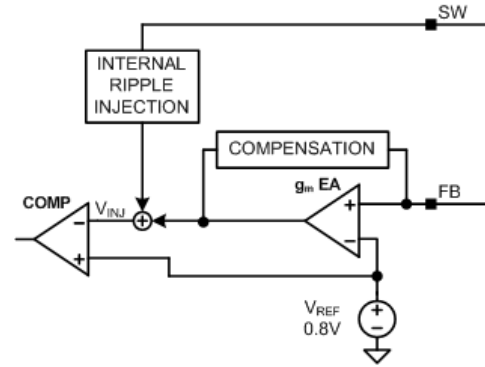 SW
INTERNAL
RIPPLE
INJECTION
COMPENSATION
gm EA
FB
COMP
VINJ
+
+
−
−
+
VREF
0.8V
+
−